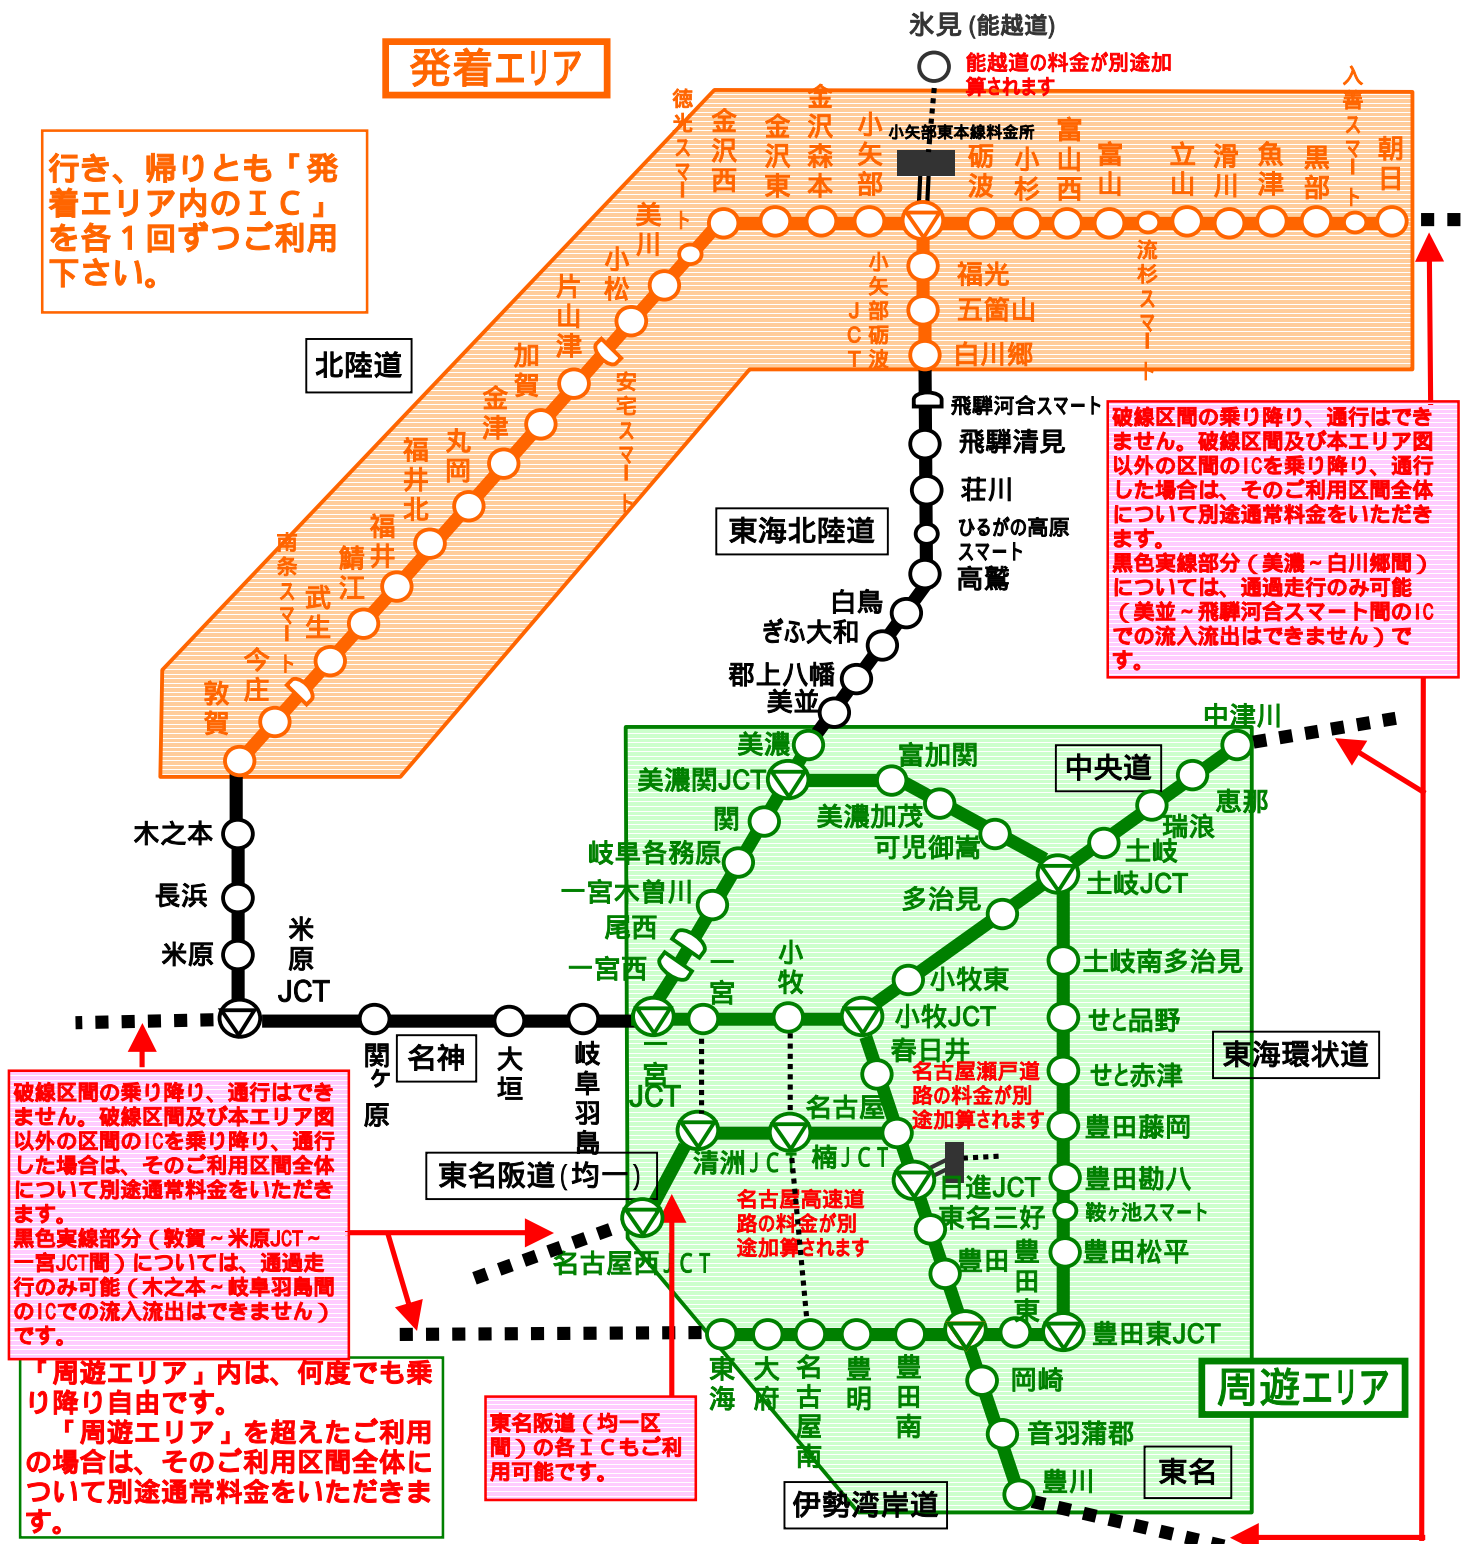 氷見 (能越道)
能越道の料金が別途加
算されます
発着エリア
行き、帰りとも「発
着エリア内のＩＣ」
を各１回ずつご利用
下さい。
小矢部東本線料金所
徳光スマート
金沢西
金沢東
金沢森本
小矢部
砺波
小杉
富山西
富山
立山
滑川
魚津
黒部
入善スマート
朝日
流杉スマート
小矢部砺波
JCT
福光
五箇山
白川郷
美川
小松
片山津
安宅スマート
加賀
金津
丸岡
福井北
福井
鯖江
武生
南条スマート
今庄
敦賀
北陸道
飛騨河合スマート
飛騨清見
荘川
ひるがの高原
スマート
高鷲
東海北陸道
白鳥
ぎふ大和
郡上八幡
美並
破線区間の乗り降り、通行はでき
ません。破線区間及び本エリア図
以外の区間のICを乗り降り、通行
した場合は、そのご利用区間全体
について別途通常料金をいただき
ます。
黒色実線部分（美濃～白川郷間）
については、通過走行のみ可能
（美並～飛騨河合スマート間のIC
での流入流出はできません）で
す。
美濃
美濃関JCT
関
岐阜各務原
一宮木曽川
尾西
一宮西
富加関
美濃加茂
可児御嵩
中央道
中津川
恵那
瑞浪
土岐
土岐JCT
多治見
小牧東
小牧JCT
小牧
一宮
一宮
JCT
春日井
名古屋瀬戸道
路の料金が別
途加算されます
土岐南多治見
せと品野
東海環状道
せと赤津
豊田藤岡
豊田勘八
鞍ヶ池スマート
豊田松平
豊田東JCT
木之本
長浜
米原
米原
JCT
関ヶ原
名神
大垣
岐阜羽島
東名阪道(均一)
清洲JCT
楠JCT
名古屋
日進JCT
東名三好
豊田
豊田東
名古屋高速道
路の料金が別
途加算されます
名古屋西JCT
破線区間の乗り降り、通行はでき
ません。破線区間及び本エリア図
以外の区間のICを乗り降り、通行
した場合は、そのご利用区間全体
について別途通常料金をいただき
ます。
黒色実線部分（敦賀～米原JCT～
一宮JCT間）については、通過走
行のみ可能（木之本～岐阜羽島間
のICでの流入流出はできません）
です。
「周遊エリア」内は、何度でも乗
り降り自由です。
「周遊エリア」を超えたご利用
の場合は、そのご利用区間全体に
ついて別途通常料金をいただきま
す。
東名阪道（均一区
間）の各ＩＣもご利
用可能です。
東海
大府
名古屋南
豊明
豊田南
岡崎
音羽蒲郡
豊川
周遊エリア
東名
伊勢湾岸道